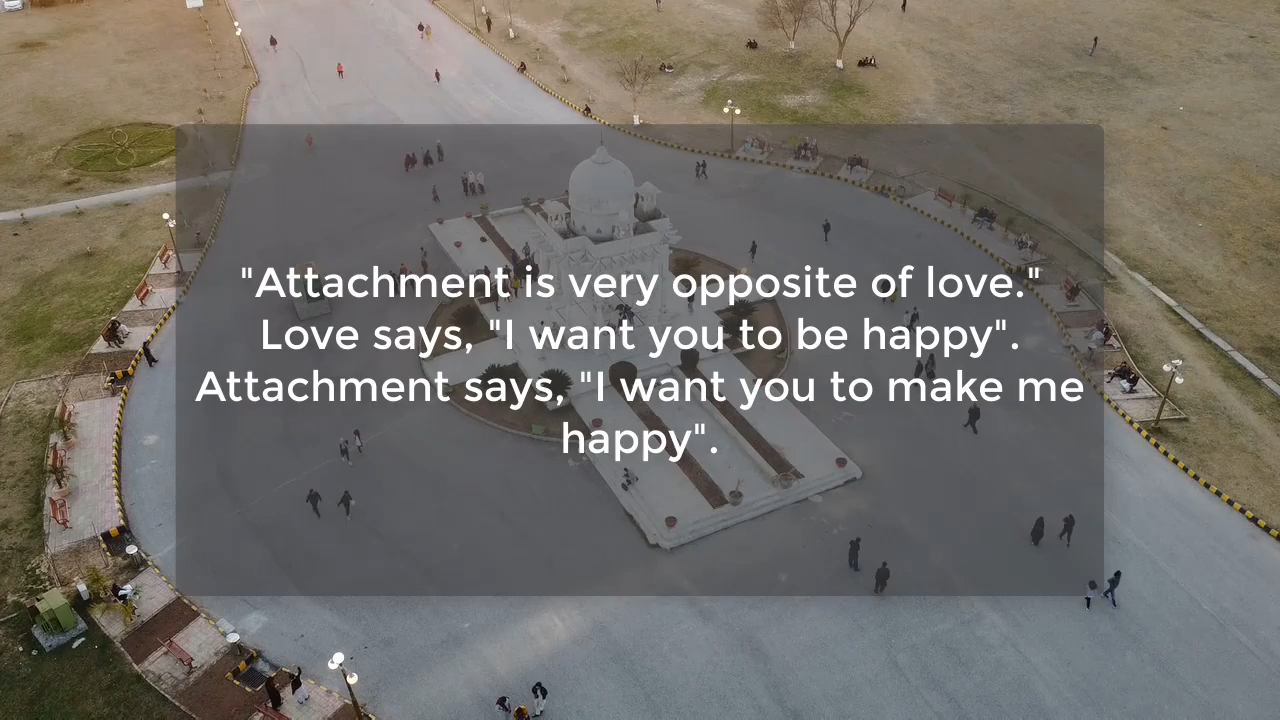 "Attachment is very opposite of love."
Love says, "I want you to be happy".
Attachment says, "I want you to make me
happy".